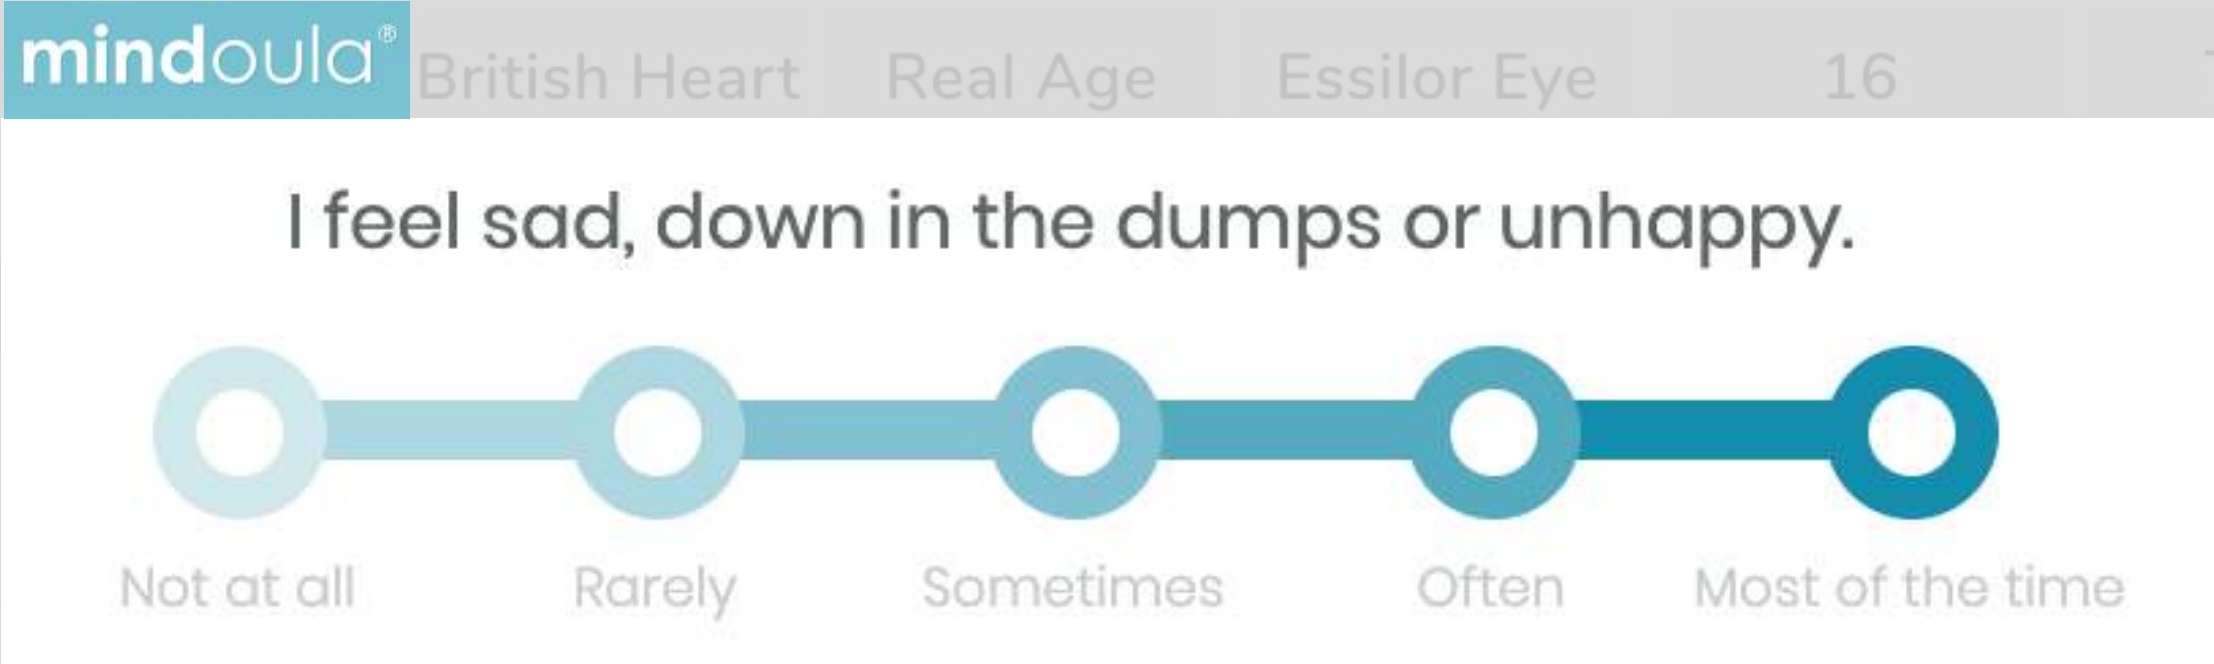 mindoula® British Heart Real Age Essilor Eye 16
I feel sad, down in the dumps or unhappy.
Not at all Rarely Sometimes Often Most of the time